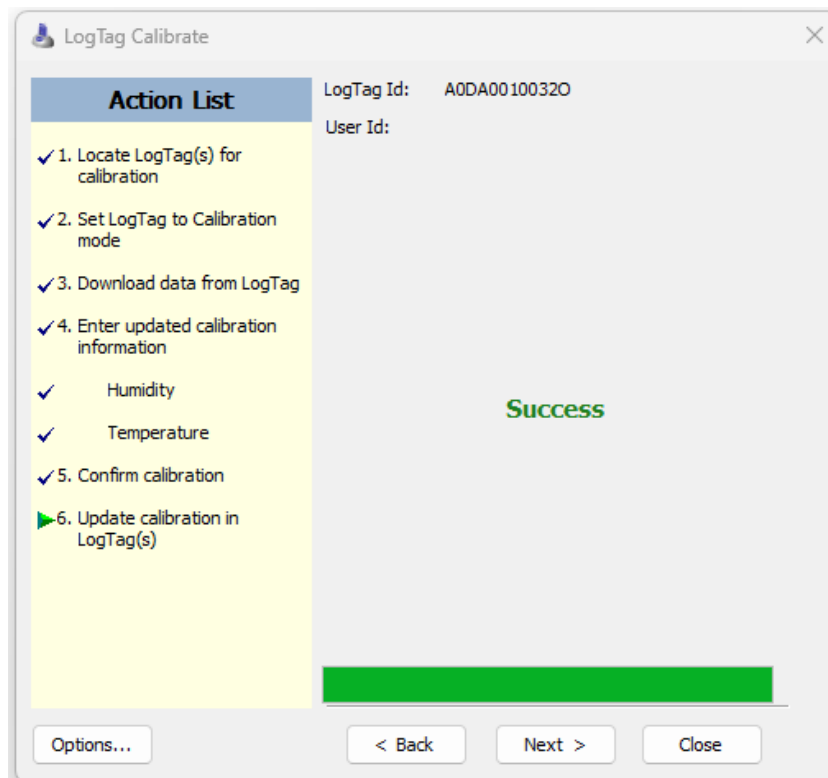 LogTag Calibrate
Action List
1. Locate LogTag(s) for
calibration
2. Set LogTag to Calibration
mode
3. Download data from LogTag
4. Enter updated calibration
information
Humidity
Temperature
5. Confirm calibration
6. Update calibration in
LogTag(s)
LogTag Id: A0DA0010032O
User Id:
Success
Options...
< Back
Next >
Close